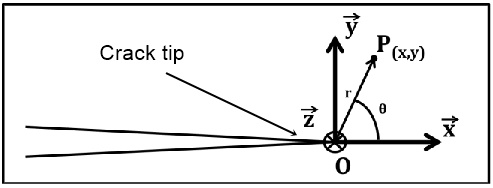 y⃗
P(x,y)
Crack tip
r
θ
z⃗
x⃗
O